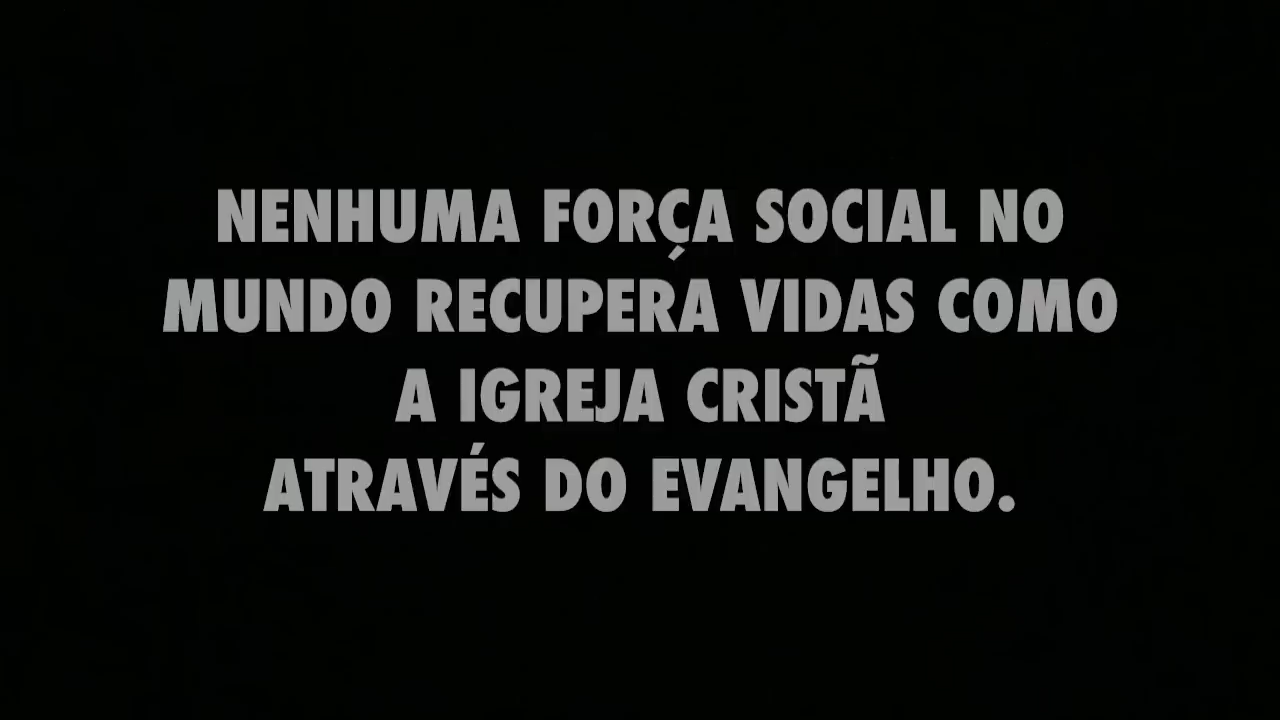 NENHUMA FORÇA SOCIAL NO
MUNDO RECUPERA VIDAS COMO
A IGREJA CRISTÃ
ATRAVÉS DO EVANGELHO.